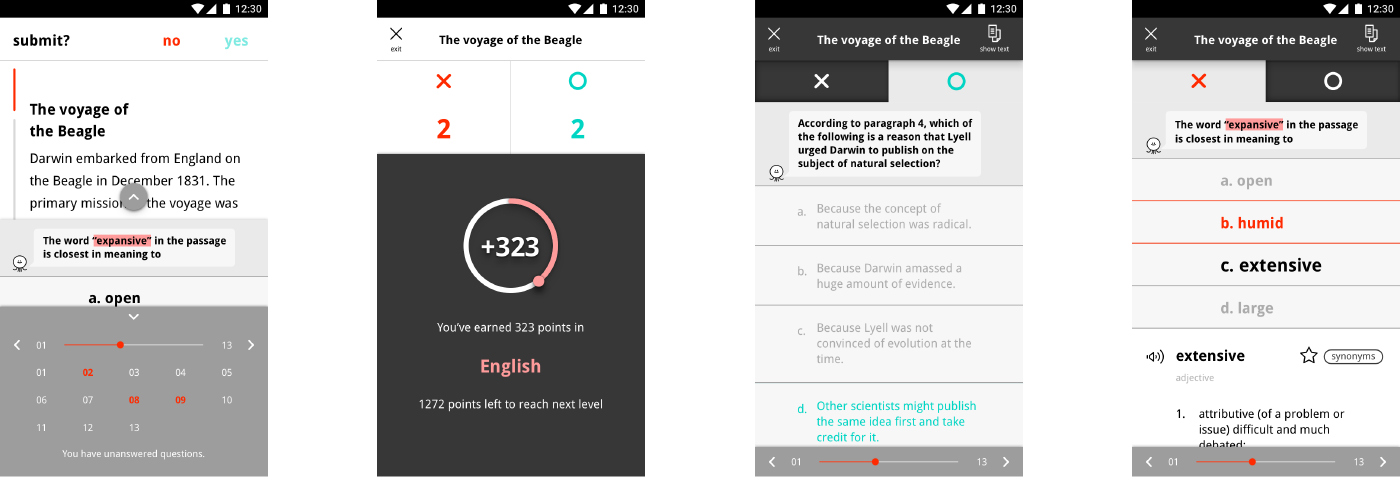 12:30
submit? no yes
The voyage of
the Beagle
Darwin embarked from England on
the Beagle in December 1831. The
primary mission the voyage was
The word “expansive” in the passage
is closest in meaning to
a. open
01 13
01 02 03 04 05
06 07 08 09 10
11 12 13
You have unanswered questions.
12:30
exit
The voyage of the Beagle
2 2
+323
You’ve earned 323 points in
English
1272 points left to reach next level
12:30
exit
The voyage of the Beagle
show text
According to paragraph 4, which of
the following is a reason that Lyell
urged Darwin to publish on the
subject of natural selection?
a. Because the concept of
natural selection was radical.
b. Because Darwin amassed a
huge amount of evidence.
c. Because Lyell was not
convinced of evolution at the
time.
d. Other scientists might publish
the same idea first and take
credit for it.
01 13
12:30
exit
The voyage of the Beagle
show text
The word “expansive” in the passage
is closest in meaning to
a. open
b. humid
c. extensive
d. large
extensive synonyms
adjective
1. attributive (of a problem or
issue) difficult and much
debated:
01 13